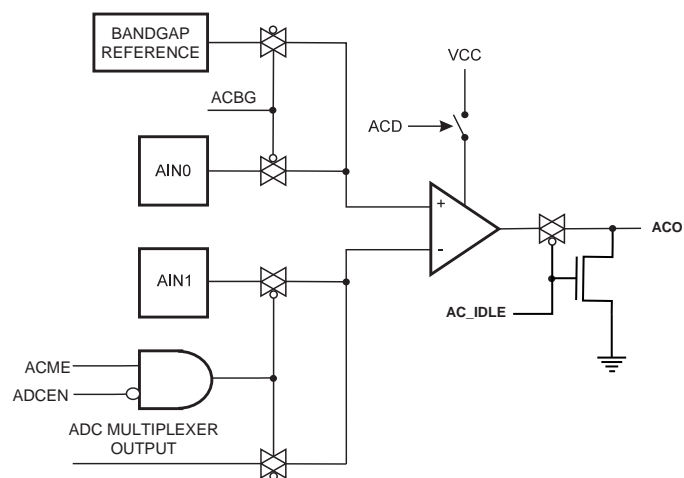 BANDGAP
REFERENCE
VCC
ACBG
ACD
AIN0
+
ACO
-
AIN1
AC_IDLE
ACME
ADCEN
ADC MULTIPLEXER
OUTPUT